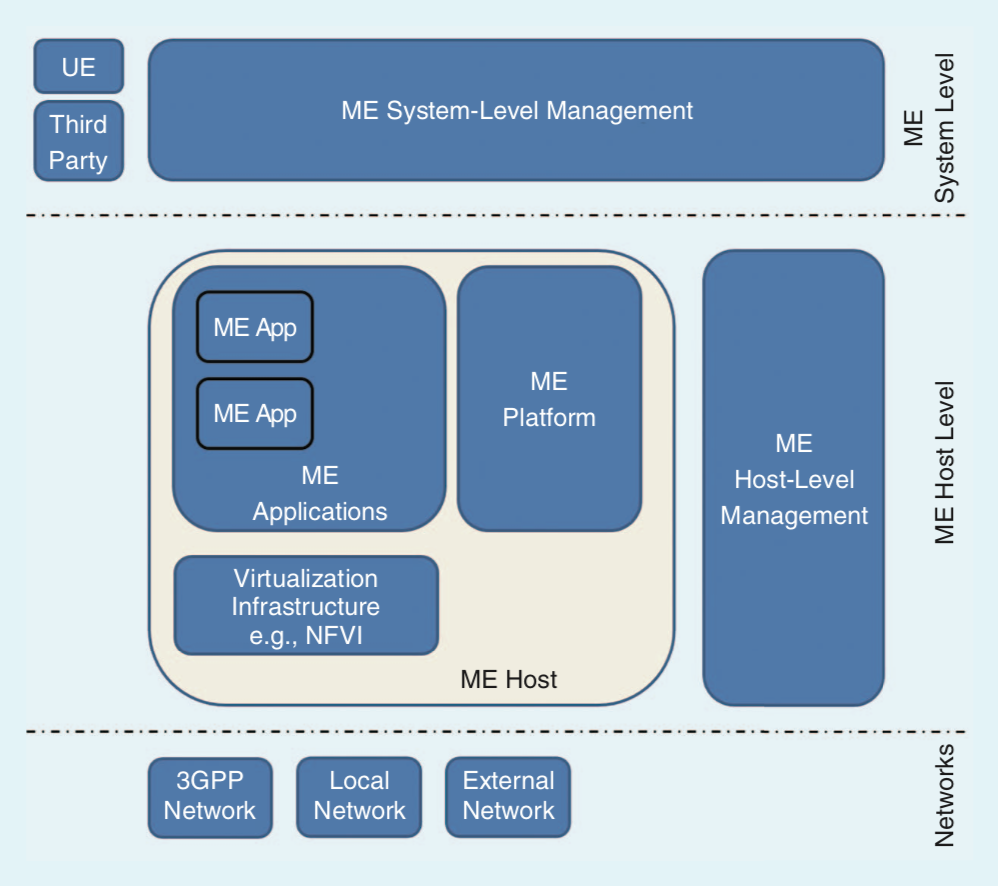 UE
Third
Party
ME System-Level Management
ME
System Level
ME App
ME App
ME
Applications
ME
Platform
Virtualization
Infrastructure
e.g., NFVI
ME Host
ME
Host-Level
Management
ME Host Level
3GPP
Network
Local
Network
External
Network
Networks